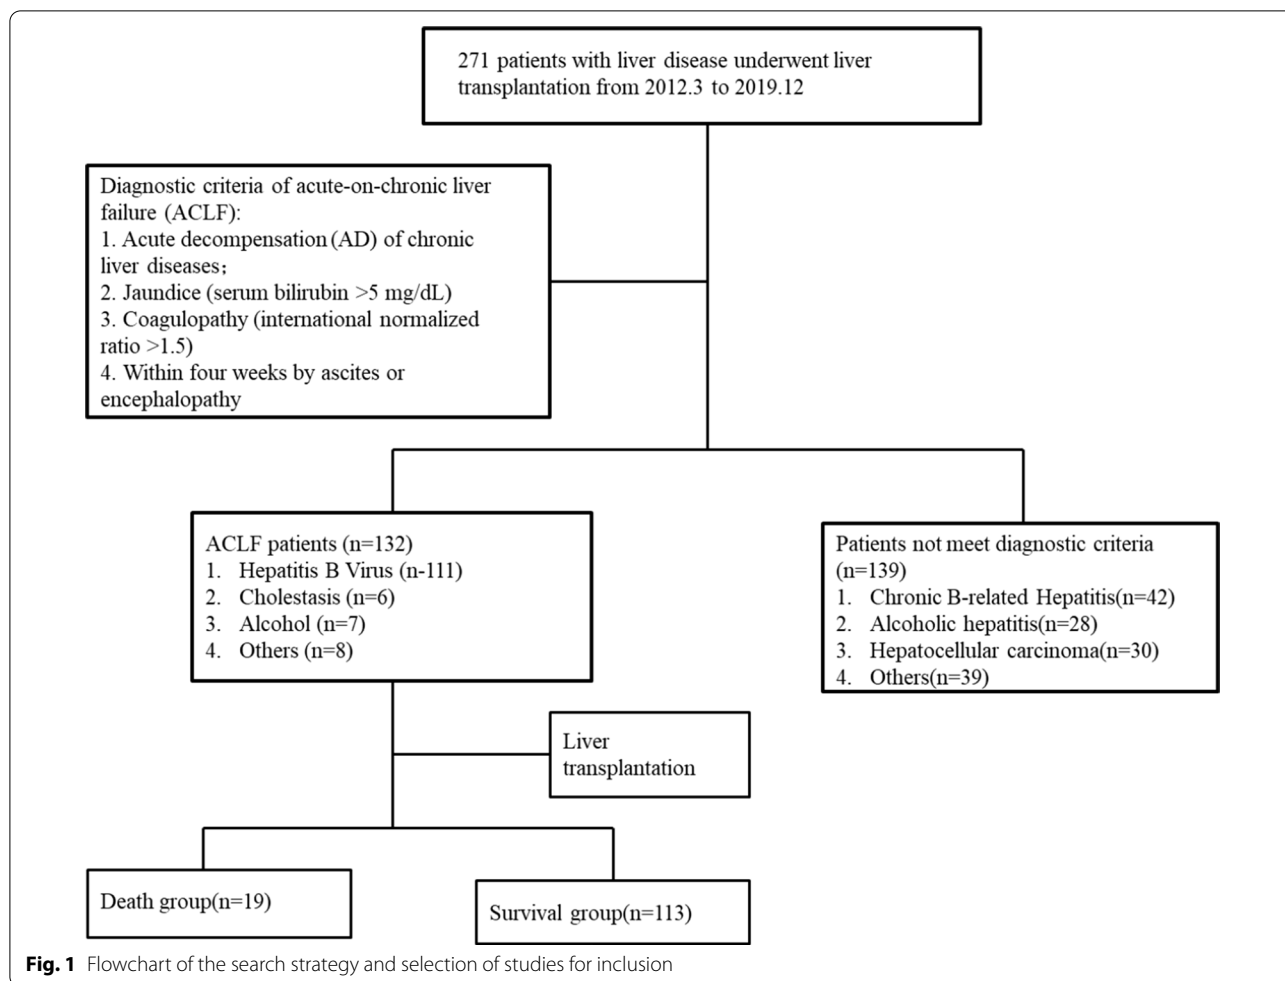 271 patients with liver disease underwent liver
transplantation from 2012.3 to 2019.12
Diagnostic criteria of acute-on-chronic liver
failure (ACLF):
1. Acute decompensation (AD) of chronic
liver diseases;
2. Jaundice (serum bilirubin >5 mg/dL)
3. Coagulopathy (international normalized
ratio >1.5)
4. Within four weeks by ascites or
encephalopathy
ACLF patients (n=132)
1. Hepatitis B Virus (n-111)
2. Cholestasis (n=6)
3. Alcohol (n=7)
4. Others (n=8)
Patients not meet diagnostic criteria
(n=139)
1. Chronic B-related Hepatitis(n=42)
2. Alcoholic hepatitis(n=28)
3. Hepatocellular carcinoma(n=30)
4. Others(n=39)
Liver
transplantation
Death group(n=19)
Survival group(n=113)
Fig. 1 Flowchart of the search strategy and selection of studies for inclusion